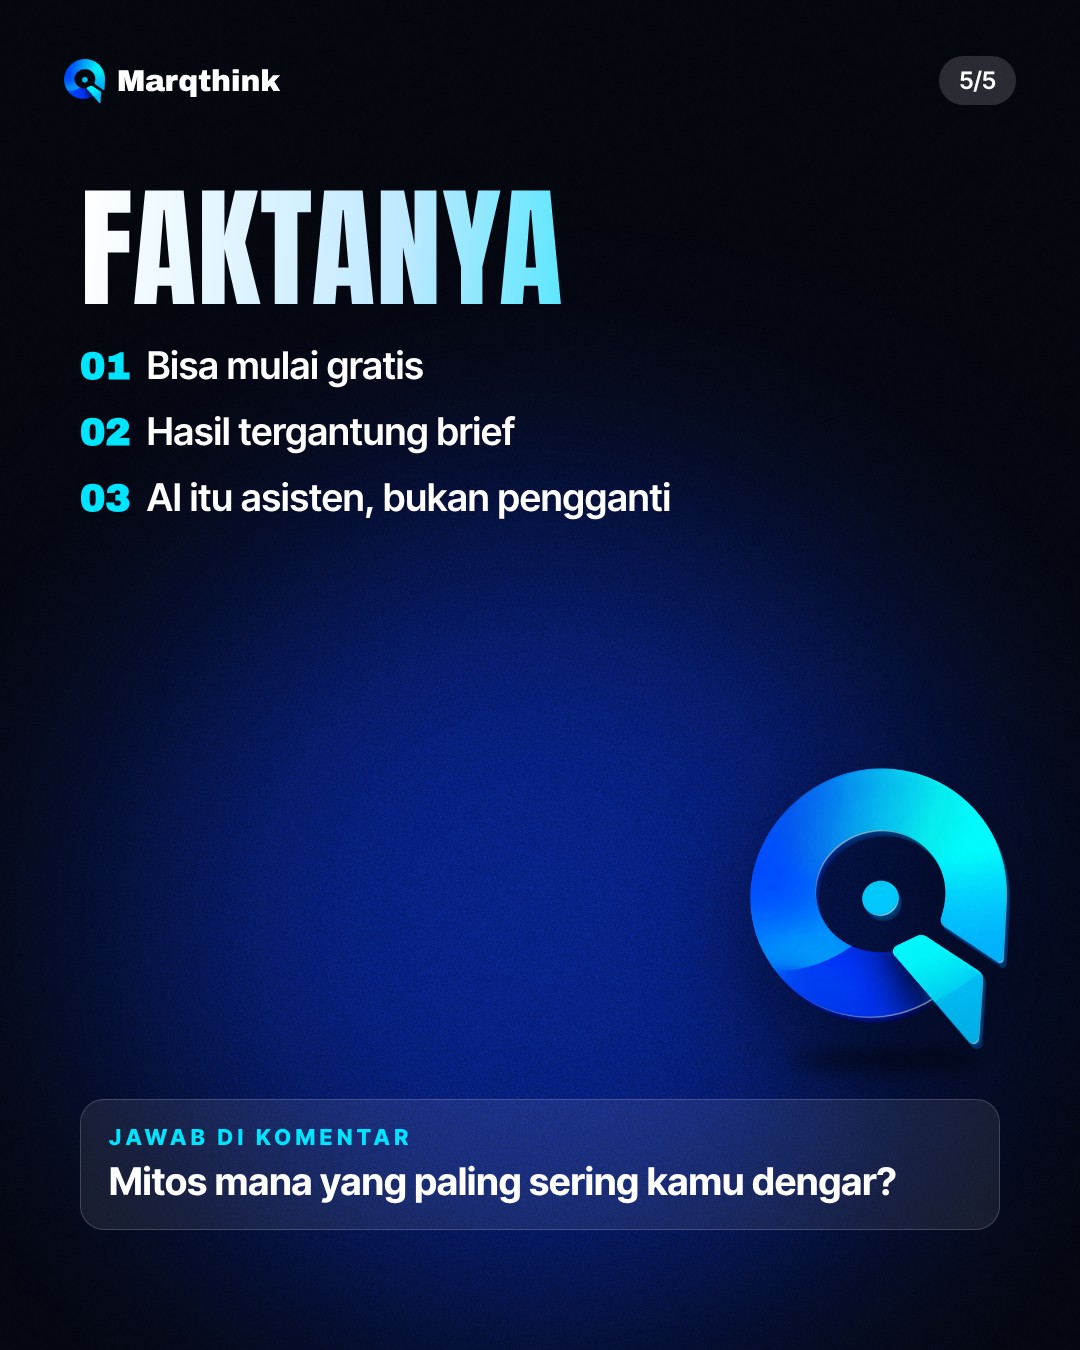 Marqthink
5/5
FAKTANYA
01 Bisa mulai gratis
02 Hasil tergantung brief
03 AI itu asisten, bukan pengganti
JAWAB DI KOMENTAR
Mitos mana yang paling sering kamu dengar?